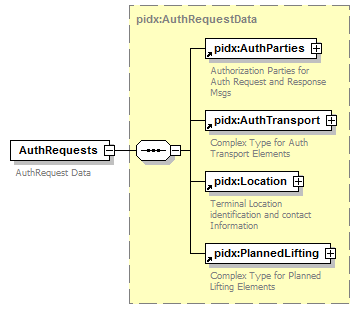 pidx:AuthRequestData
pidx:AuthParties
Authorization Parties for
Auth Request and Response
Msgs
pidx:AuthTransport
Complex Type for Auth
Transport Elements
AuthRequests
AuthRequest Data
pidx:Location
Terminal Location
identification and contact
Information
pidx:PlannedLifting
Complex Type for Planned
Lifting Elements